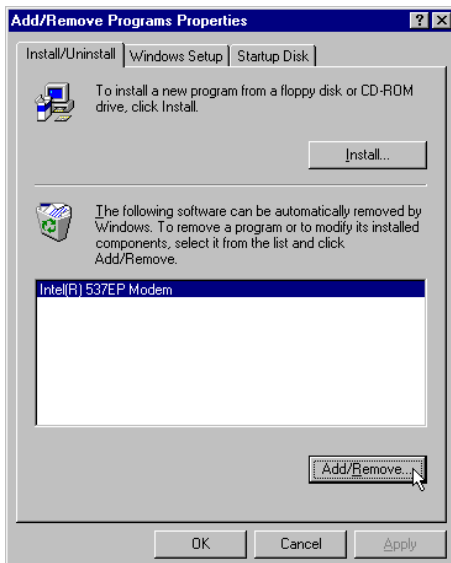 Add/Remove Programs Properties
Install/Uninstall Windows Setup Startup Disk
To install a new program from a floppy disk or CD-ROM
drive, click Install.
Install...
The following software can be automatically removed by
Windows. To remove a program or to modify its installed
components, select it from the list and click
Add/Remove.
Intel(R) 537EP Modem
Add/Remove...
OK Cancel Apply